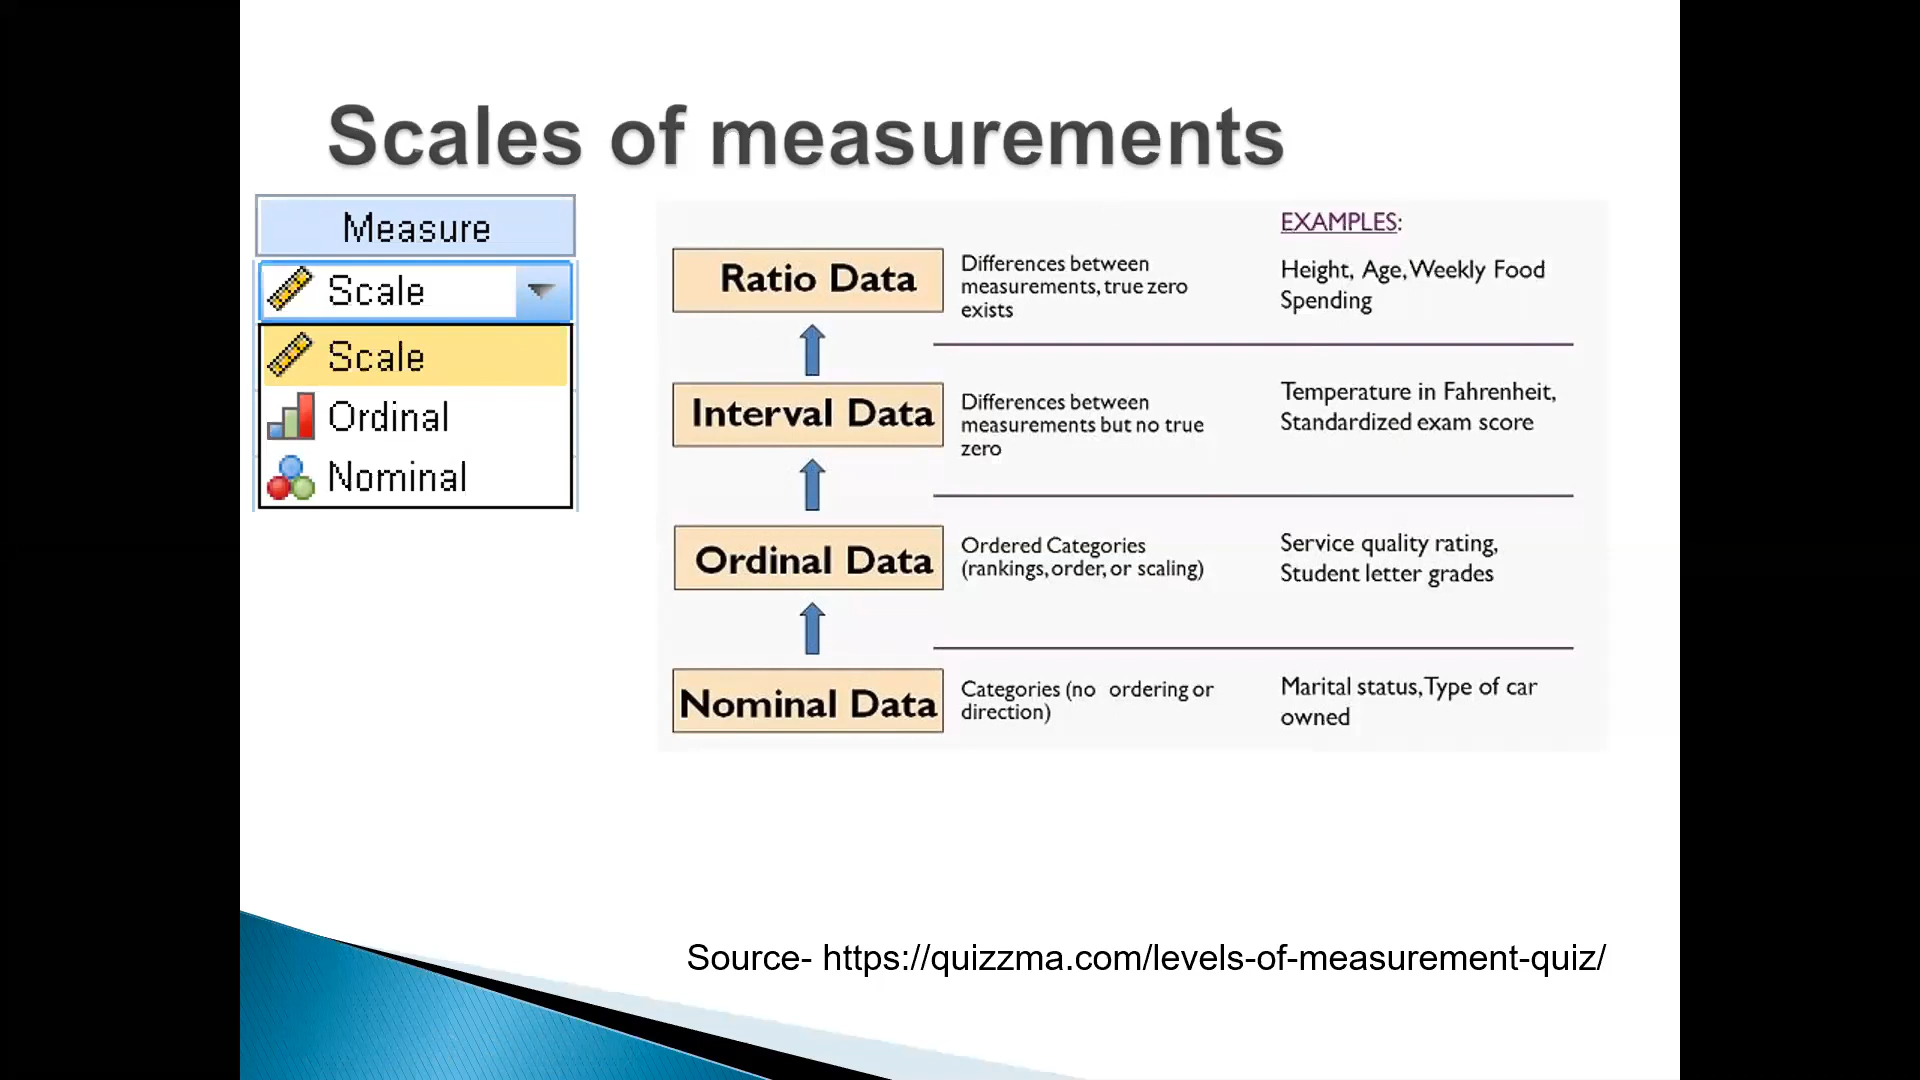 Scales of measurements
Measure
Scale
Scale
Ordinal
Nominal
EXAMPLES:
Ratio Data
Differences between
measurements, true zero
exists
Height, Age, Weekly Food
Spending
Interval Data
Differences between
measurements but no true
zero
Temperature in Fahrenheit,
Standardized exam score
Ordinal Data
Ordered Categories
(rankings, order, or scaling)
Service quality rating,
Student letter grades
Nominal Data
Categories (no ordering or
direction)
Marital status, Type of car
owned
Source- https://quizzma.com/levels-of-measurement-quiz/